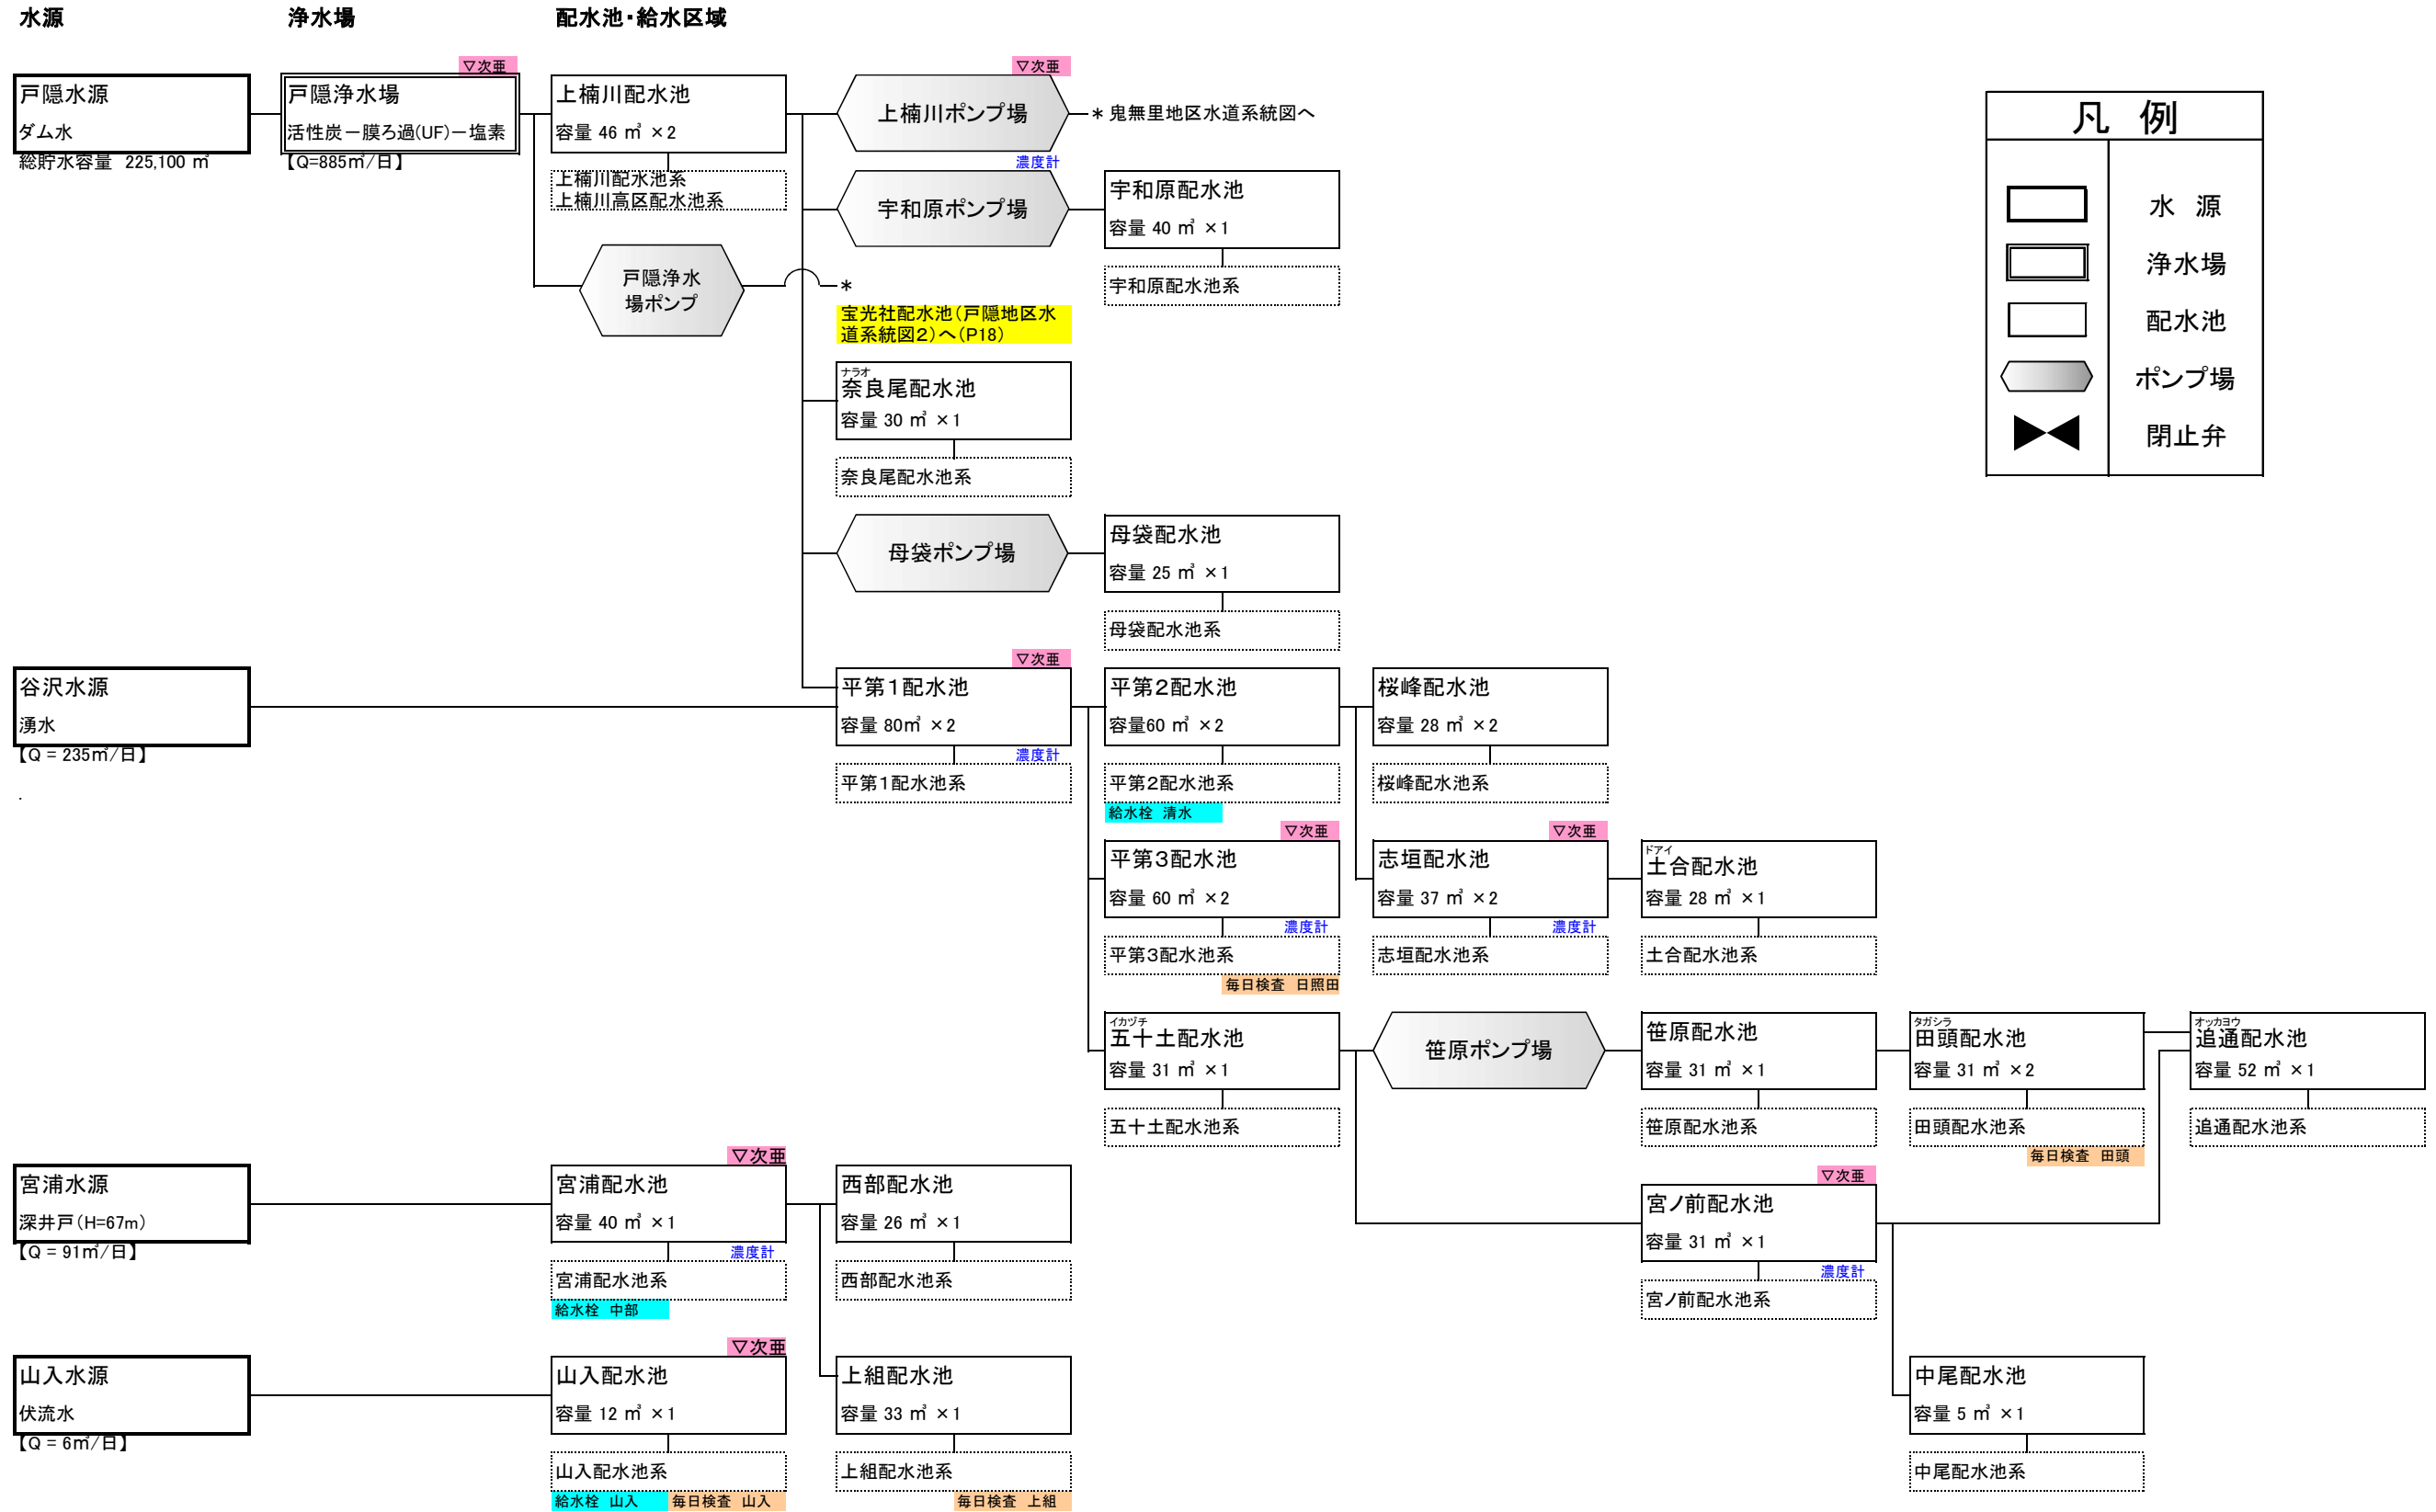 水源
浄水場
配水池・給水区域
▽次亜
▽次亜
戸隠水源
ダム水
総貯水容量 225,100 ㎥
戸隠浄水場
活性炭－膜ろ過(UF)－塩素
【Q=885㎥/日】
上楠川配水池
容量 46 ㎥ ×2
上楠川配水池系
上楠川高区配水池系
上楠川ポンプ場
＊鬼無里地区水道系統図へ
濃度計
宇和原ポンプ場
宇和原配水池
容量 40 ㎥ ×1
宇和原配水池系
戸隠浄水
場ポンプ
＊
宝光社配水池（戸隠地区水
道系統図2）へ（P18）
ナラオ
奈良尾配水池
容量 30 ㎥ ×1
奈良尾配水池系
母袋ポンプ場
母袋配水池
容量 25 ㎥ ×1
母袋配水池系
凡 例
水 源
浄水場
配水池
ポンプ場
閉止弁
谷沢水源
湧水
【Q = 235㎥/日】
.
▽次亜
平第1配水池
容量 80㎥ ×2
濃度計
平第1配水池系
平第2配水池
容量60 ㎥ ×2
平第2配水池系
給水栓 清水
桜峰配水池
容量 28 ㎥ ×2
桜峰配水池系
▽次亜
平第3配水池
容量 60 ㎥ ×2
濃度計
平第3配水池系
毎日検査 日照田
▽次亜
志垣配水池
容量 37 ㎥ ×2
濃度計
志垣配水池系
ドアイ
土合配水池
容量 28 ㎥ ×1
土合配水池系
イカヅチ
五十土配水池
容量 31 ㎥ ×1
五十土配水池系
笹原ポンプ場
笹原配水池
容量 31 ㎥ ×1
笹原配水池系
タガシラ
田頭配水池
容量 31 ㎥ ×2
田頭配水池系
毎日検査 田頭
オッカヨウ
追通配水池
容量 52 ㎥ ×1
追通配水池系
宮浦水源
深井戸（H=67m）
【Q = 91㎥/日】
▽次亜
宮浦配水池
容量 40 ㎥ ×1
濃度計
宮浦配水池系
給水栓 中部
西部配水池
容量 26 ㎥ ×1
西部配水池系
▽次亜
宮ノ前配水池
容量 31 ㎥ ×1
濃度計
宮ノ前配水池系
山入水源
伏流水
【Q = 6㎥/日】
▽次亜
山入配水池
容量 12 ㎥ ×1
山入配水池系
給水栓 山入
毎日検査 山入
上組配水池
容量 33 ㎥ ×1
上組配水池系
毎日検査 上組
中尾配水池
容量 5 ㎥ ×1
中尾配水池系